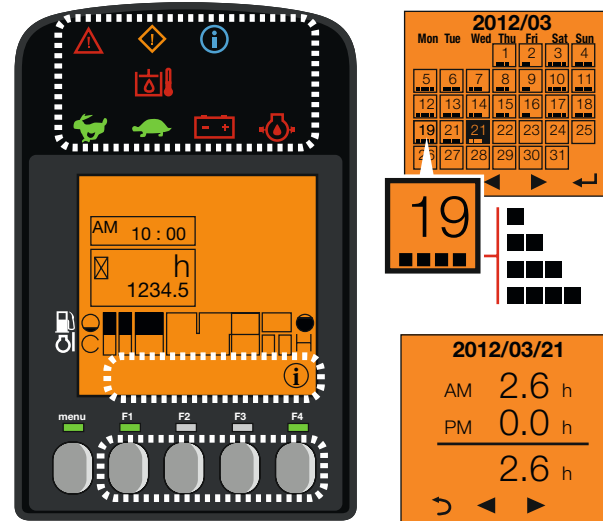 ! ! i
- +
AM 10 : 00
h
1234.5
C H
i
menu F1 F2 F3 F4
2012/03
Mon Tue Wed Thu Fri Sat Sun
1 2 3 4
5 6 7 8 9 10 11
12 13 14 15 16 17 18
19 21 21 22 23 24 25
26 27 28 29 30 31
19
2012/03/21
AM 2.6 h
PM 0.0 h
2.6 h